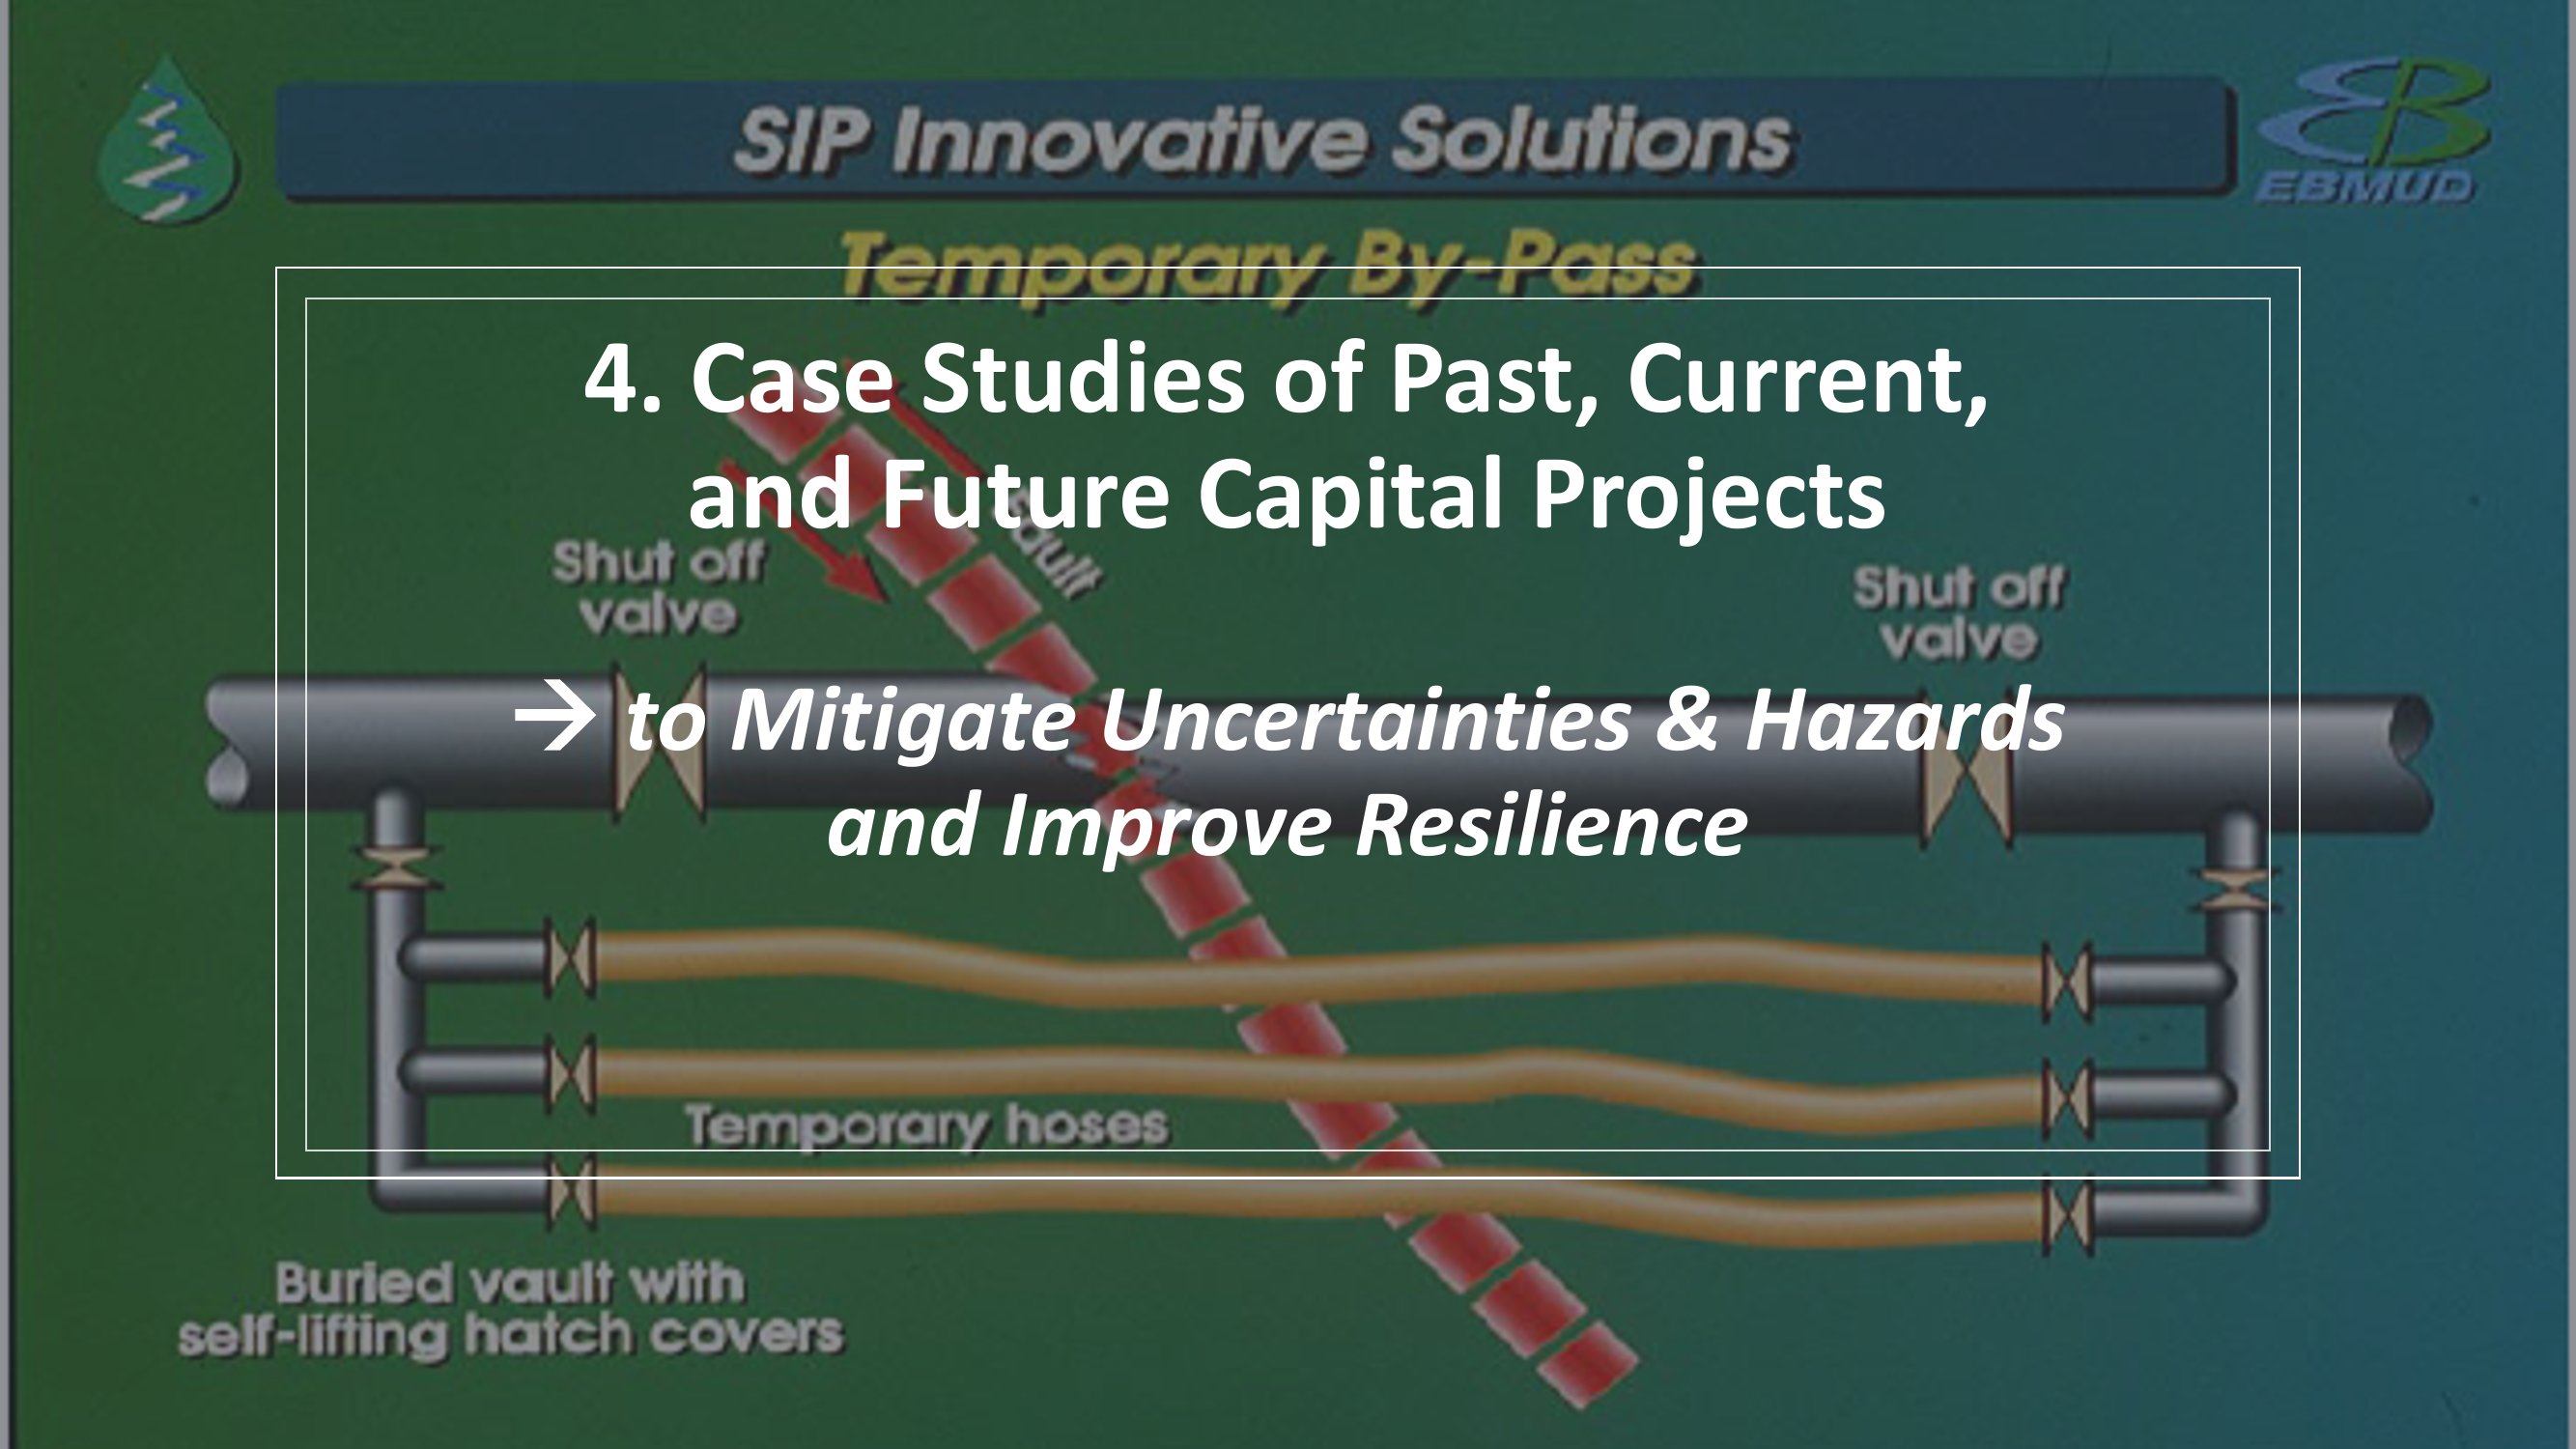 SIP Innovative Solutions
EBMUD
Temporary By-Pass
4. Case Studies of Past, Current,
and Future Capital Projects
Fault
Shut off
valve
Shut off
valve
→ to Mitigate Uncertainties & Hazards
and Improve Resilience
Temporary hoses
Buried vault with
self-lifting hatch covers